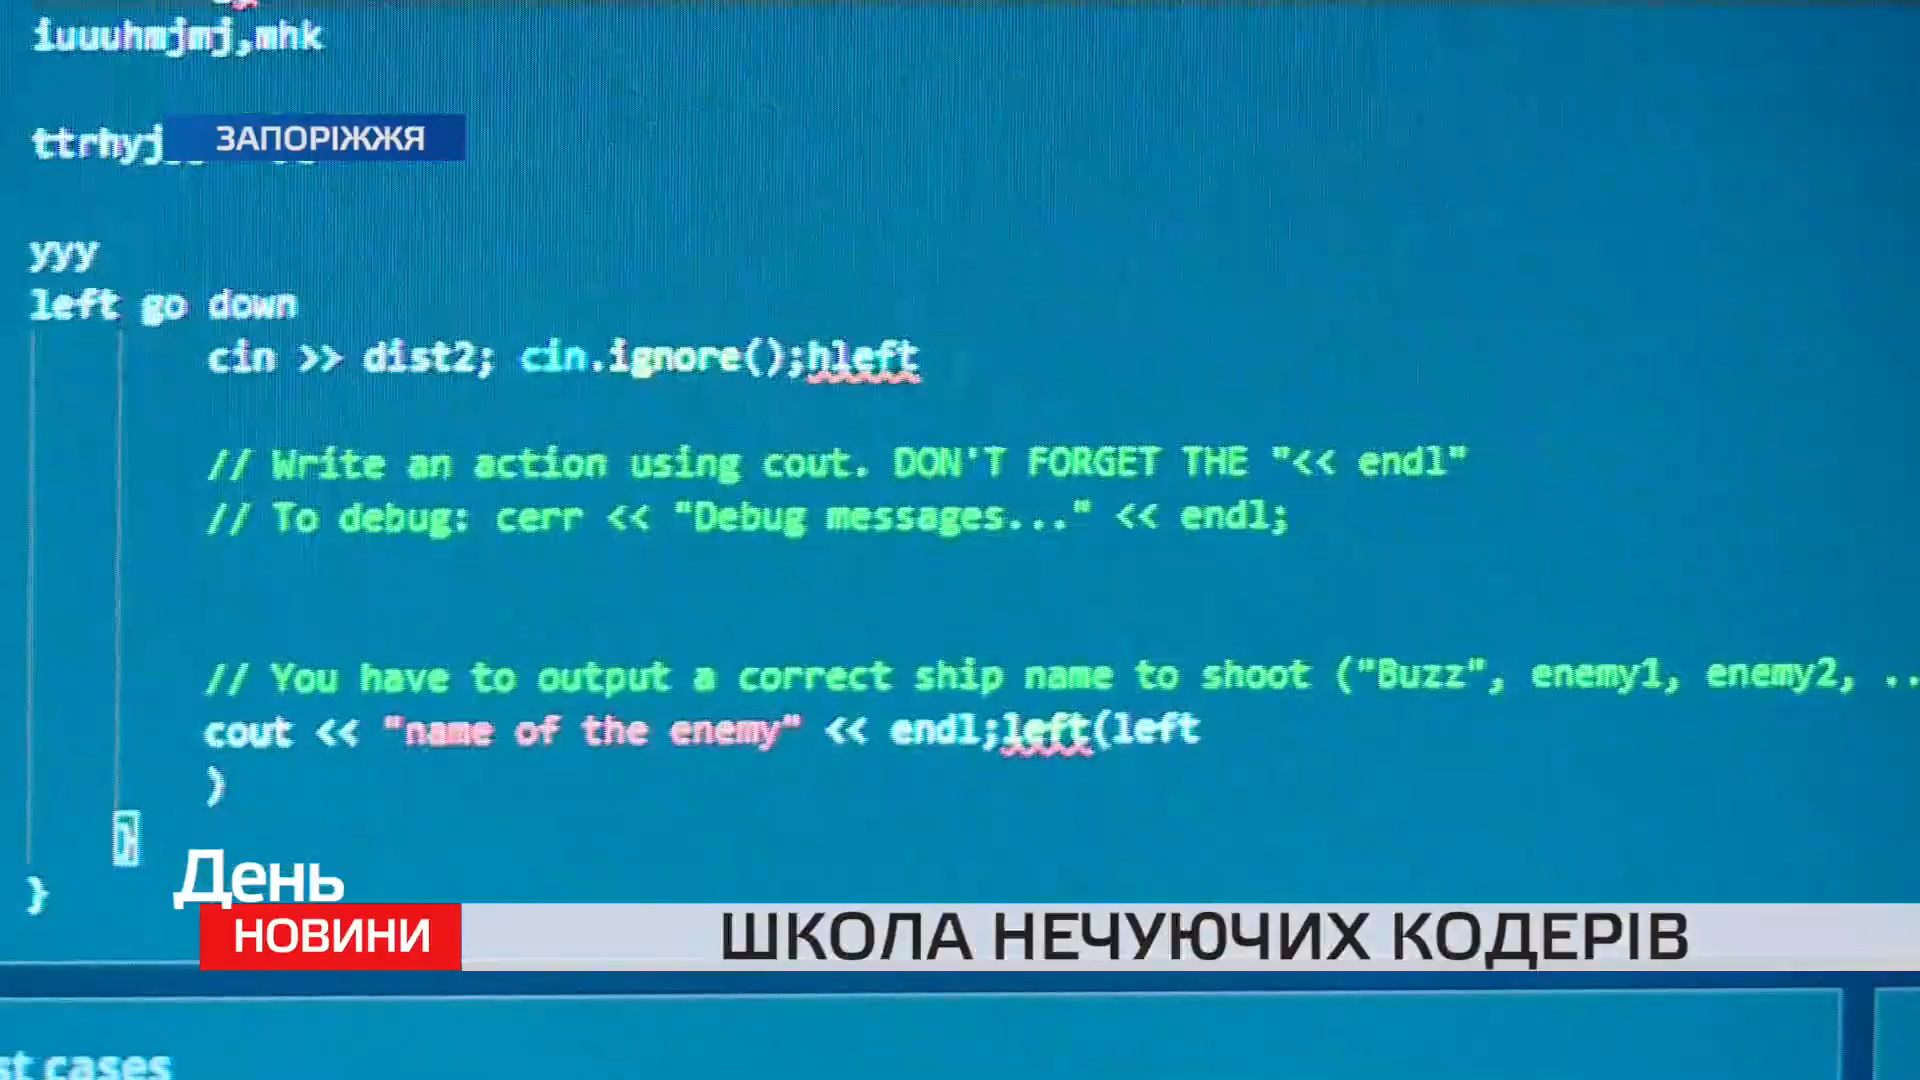 iuuuhmjmj,mhk
ЗАПОРІЖЖЯ
ttrhyj
yyy
left go down
cin >> dist2; cin.ignore();hleft
// Write an action using cout. DON'T FORGET THE "<< endl"
// To debug: cerr << "Debug messages..." << endl;
// You have to output a correct ship name to shoot ("Buzz", enemy1, enemy2, ..
cout << "name of the enemy" << endl;left(left
)
}
День
НОВИНИ
ШКОЛА НЕЧУЮЧИХ КОДЕРІВ
st cases